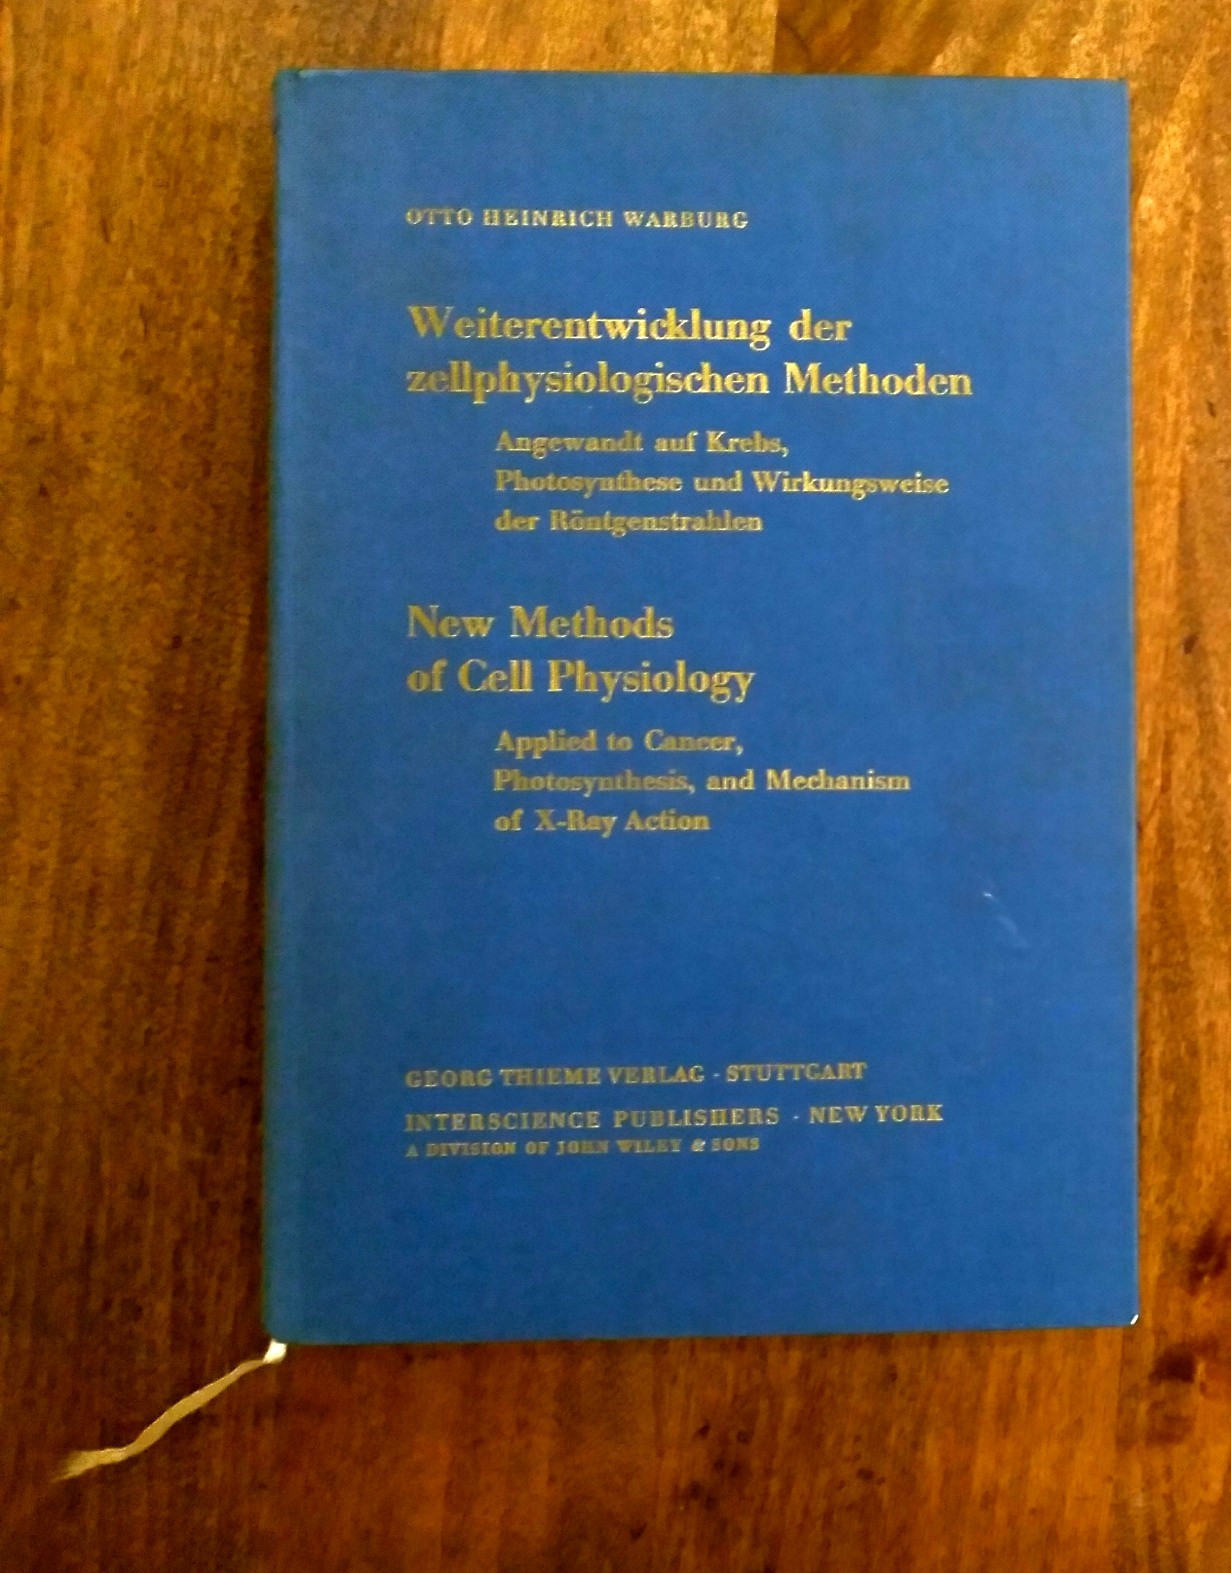 OTTO HEINRICH WARBURG
Weiterentwicklung der
zellphysiologischen Methoden
Angewandt auf Krebs,
Photosynthese und Wirkungsweise
der Röntgenstrahlen
New Methods
of Cell Physiology
Applied to Cancer,
Photosynthesis, and Mechanism
of X-Ray Action
GEORG THIEME VERLAG · STUTTGART
INTERSCIENCE PUBLISHERS · NEW YORK
A DIVISION OF JOHN WILEY & SONS